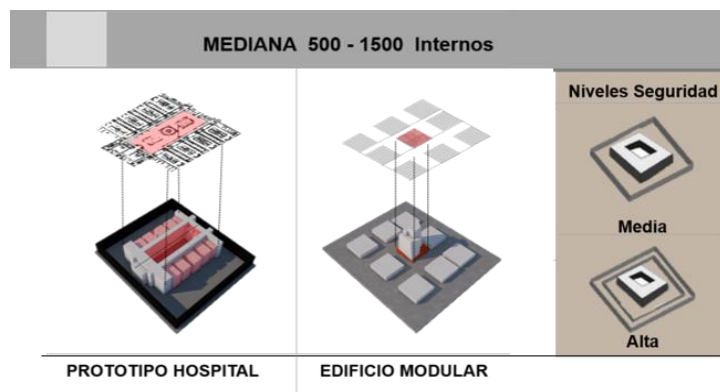 MEDIANA 500 - 1500 Internos
Niveles Seguridad
Media
Alta
PROTOTIPO HOSPITAL
EDIFICIO MODULAR